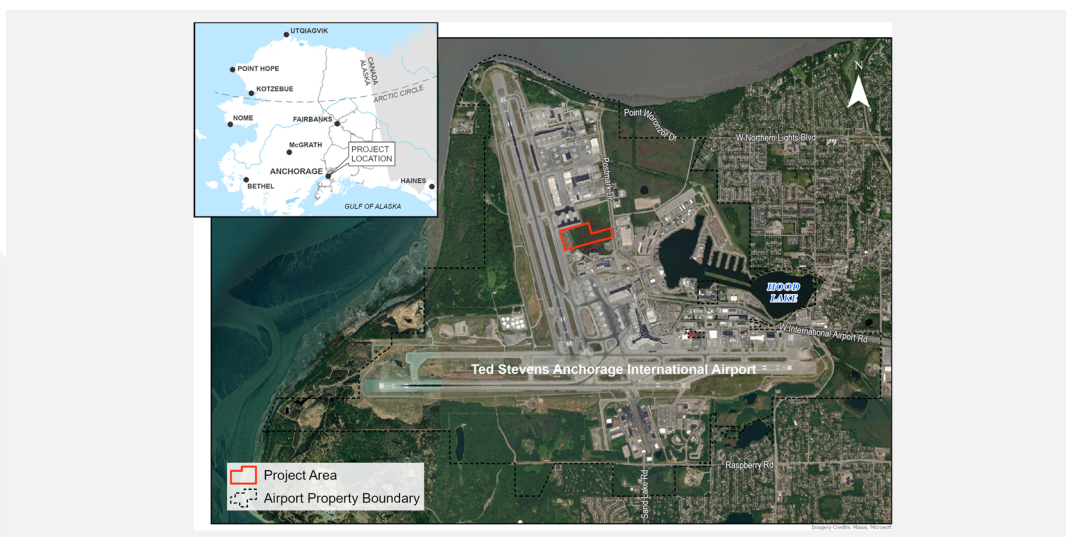 UTQIAGVIK
POINT HOPE
KOTZEBUE
NOME
FAIRBANKS
McGRATH
ANCHORAGE
BETHEL
HAINES
CANADA
ALASKA
ARCTIC CIRCLE
PROJECT
LOCATION
GULF OF ALASKA
N
Point Woronzof Dr
W Northern Lights Blvd
Postmark Dr
HOOD
LAKE
W International Airport Rd
Ted Stevens Anchorage International Airport
Raspberry Rd
Sand Lake Rd
Project Area
Airport Property Boundary
Imagery Credits: Maxar, Microsoft